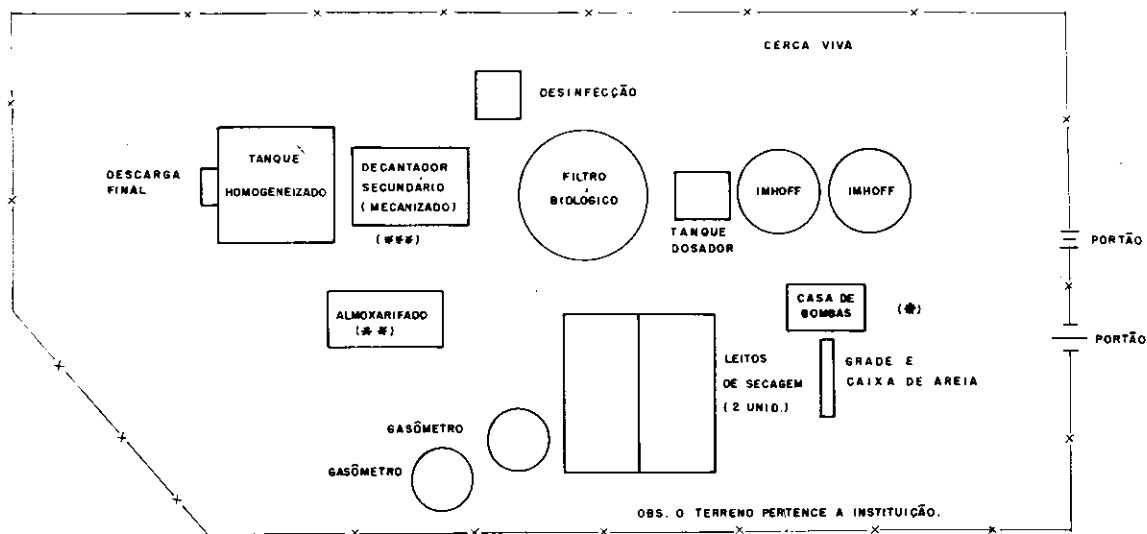 CERCA VIVA
DESINFECÇÃO
TANQUE
HOMOGENEIZADO
DESCARGA
FINAL
DECANTADOR
SECUNDÁRIO
(MECANIZADO)
(***)
FILTRO
BIOLÓGICO
TANQUE
DOSADOR
IMHOFF
IMHOFF
PORTÃO
PORTÃO
ALMOXARIFADO
(**)
CASA DE
BOMBAS
(*)
GRADE E
CAIXA DE AREIA
LEITOS
DE SECAGEM
(2 UNID.)
GASÔMETRO
GASÔMETRO
OBS. O TERRENO PERTENCE A INSTITUIÇÃO.